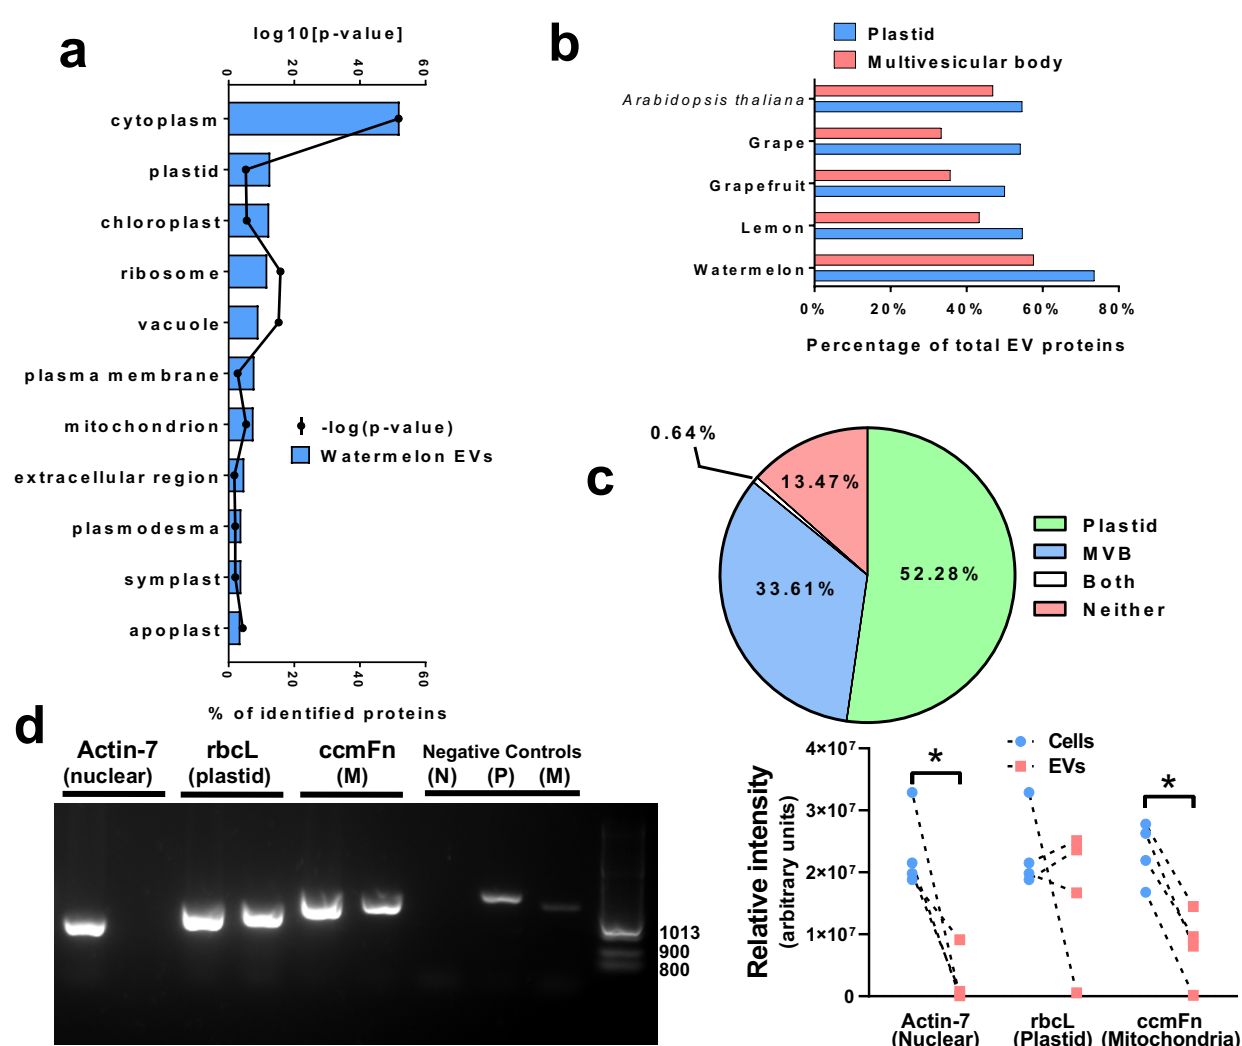 a
log10[p-value]
0 20 40 60
cytoplasm
plastid
chloroplast
ribosome
vacuole
plasma membrane
mitochondrion
extracellular region
plasmodesma
symplast
apoplast
-log(p-value)
Watermelon EVs
0 20 40 60
% of identified proteins
b
Plastid
Multivesicular body
Arabidopsis thaliana
Grape
Grapefruit
Lemon
Watermelon
0% 20% 40% 60% 80%
Percentage of total EV proteins
c
0.64%
13.47%
52.28%
33.61%
Plastid
MVB
Both
Neither
d
Actin-7 rbcL ccmFn Negative Controls
(nuclear) (plastid) (M) (N) (P) (M)
1013
900
800
Cells
EVs
Relative intensity
(arbitrary units)
4×10⁷
3×10⁷
2×10⁷
1×10⁷
0
* *
Actin-7 rbcL ccmFn
(Nuclear) (Plastid) (Mitochondria)